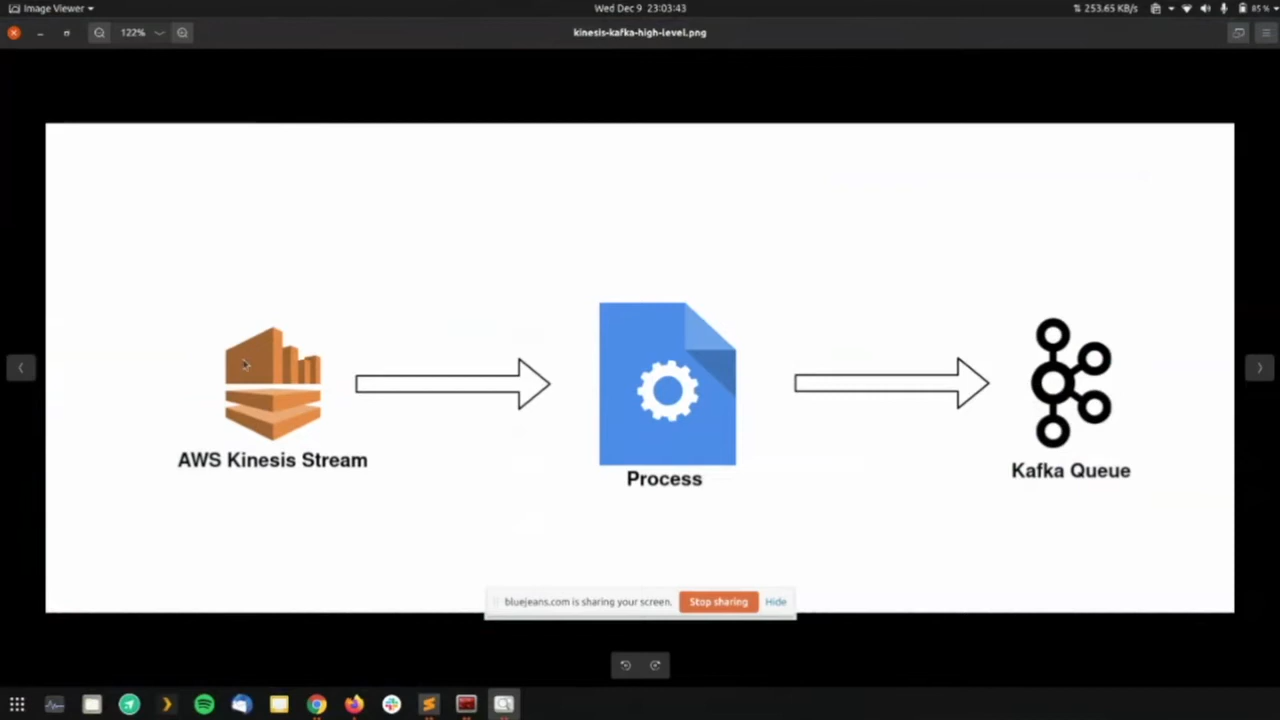 Image Viewer
Wed Dec 9 23:03:43
253.65 KB/s
85 %
122%
kinesis-kafka-high-level.png
AWS Kinesis Stream
Process
Kafka Queue
bluejeans.com is sharing your screen.
Stop sharing
Hide